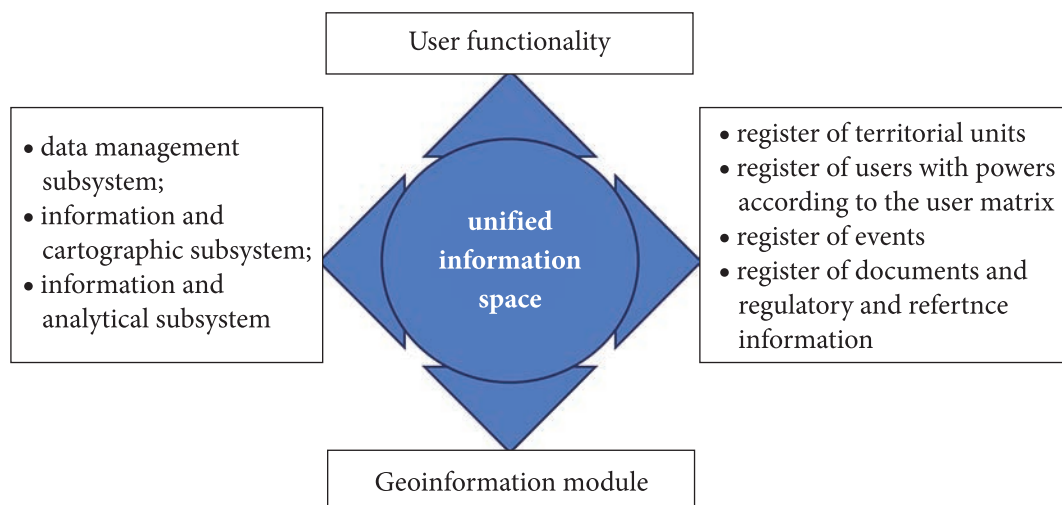 User functionality
• data management
subsystem;
• information and
cartographic subsystem;
• information and
analytical subsystem
unified
information
space
• register of territorial units
• register of users with powers
according to the user matrix
• register of events
• register of documents and
regulatory and refertnce
information
Geoinformation module